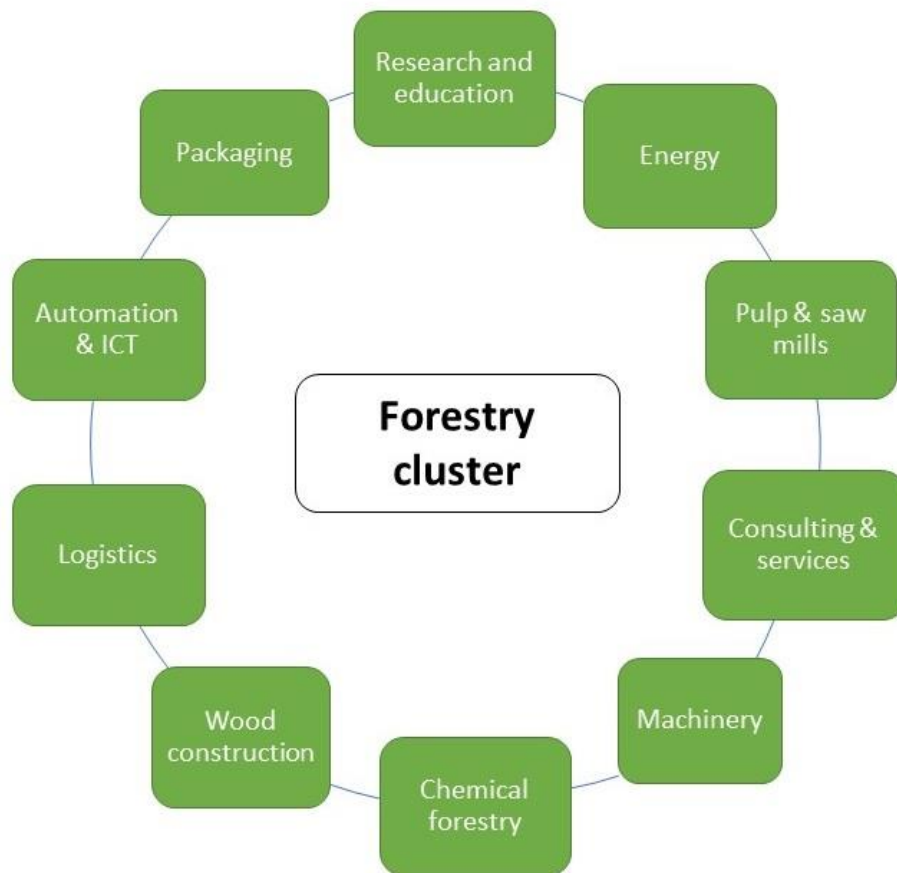 Research and
education
Energy
Pulp & saw
mills
Consulting &
services
Machinery
Chemical
forestry
Wood
construction
Logistics
Automation
& ICT
Packaging
Forestry
cluster